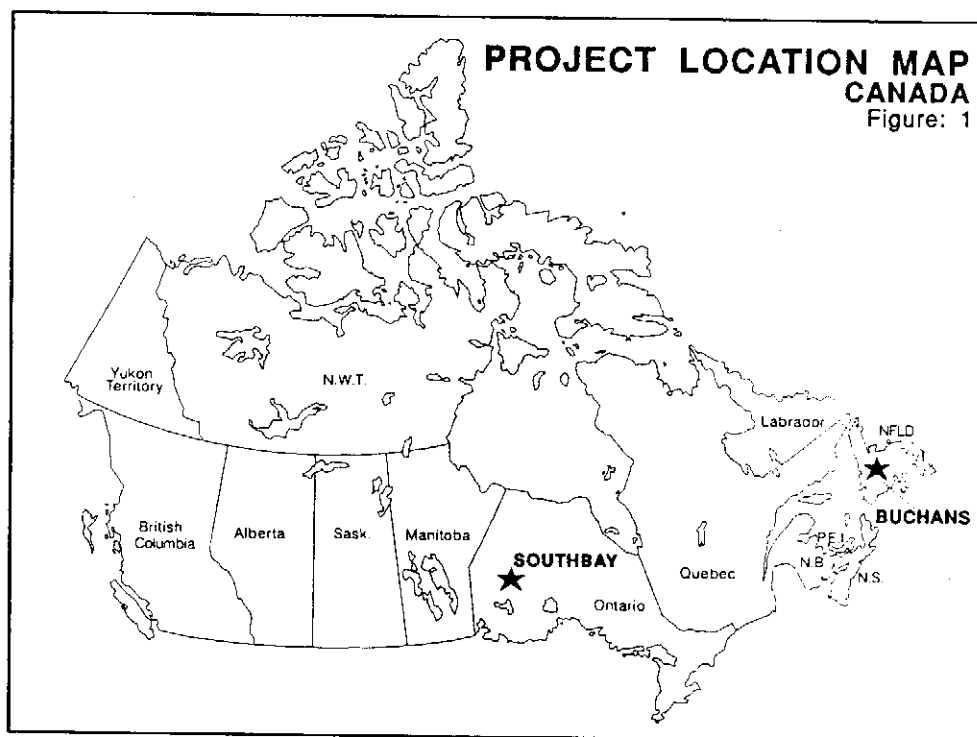 PROJECT LOCATION MAP
CANADA
Figure: 1
Yukon
Territory
N.W.T.
Labrador
NFLD
BUCHANS
British
Columbia
Alberta
Sask.
Manitoba
SOUTHBAY
Ontario
Quebec
P.E.I.
N.B.
N.S.